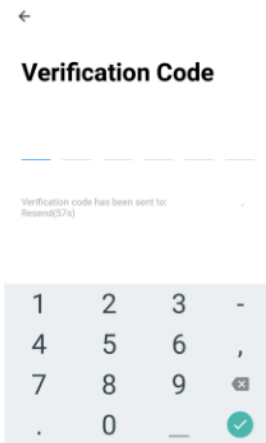 Verification Code
Verification code has been sent to:
Resend(57s)
1 2 3 -
4 5 6 ,
7 8 9
. 0 _